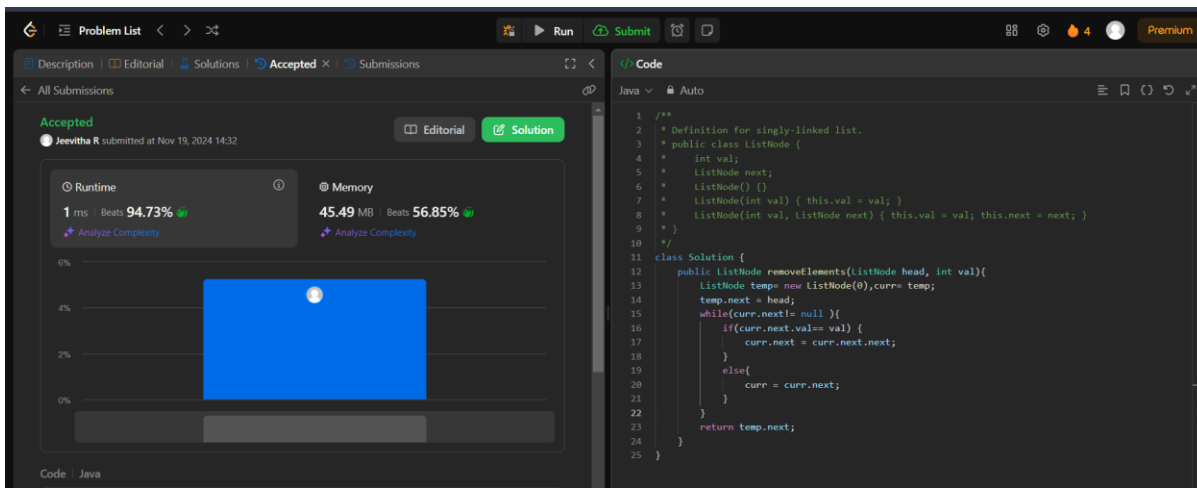 Problem List
Run
Submit
4
Premium
Description | Editorial | Solutions | Accepted × | Submissions
All Submissions
Accepted
Jeevitha R submitted at Nov 19, 2024 14:32
Editorial
Solution
Runtime
1 ms | Beats 94.73%
Analyze Complexity
Memory
45.49 MB | Beats 56.85%
Analyze Complexity
6%
4%
2%
0%
Code | Java
</> Code
Java
Auto
1 /**
2 * Definition for singly-linked list.
3 * public class ListNode {
4 *     int val;
5 *     ListNode next;
6 *     ListNode() {}
7 *     ListNode(int val) { this.val = val; }
8 *     ListNode(int val, ListNode next) { this.val = val; this.next = next; }
9 * }
10 */
11 class Solution {
12     public ListNode removeElements(ListNode head, int val){
13         ListNode temp= new ListNode(0),curr= temp;
14         temp.next = head;
15         while(curr.next!= null ){
16             if(curr.next.val== val) {
17                 curr.next = curr.next.next;
18             }
19             else{
20                 curr = curr.next;
21             }
22         }
23         return temp.next;
24     }
25 }